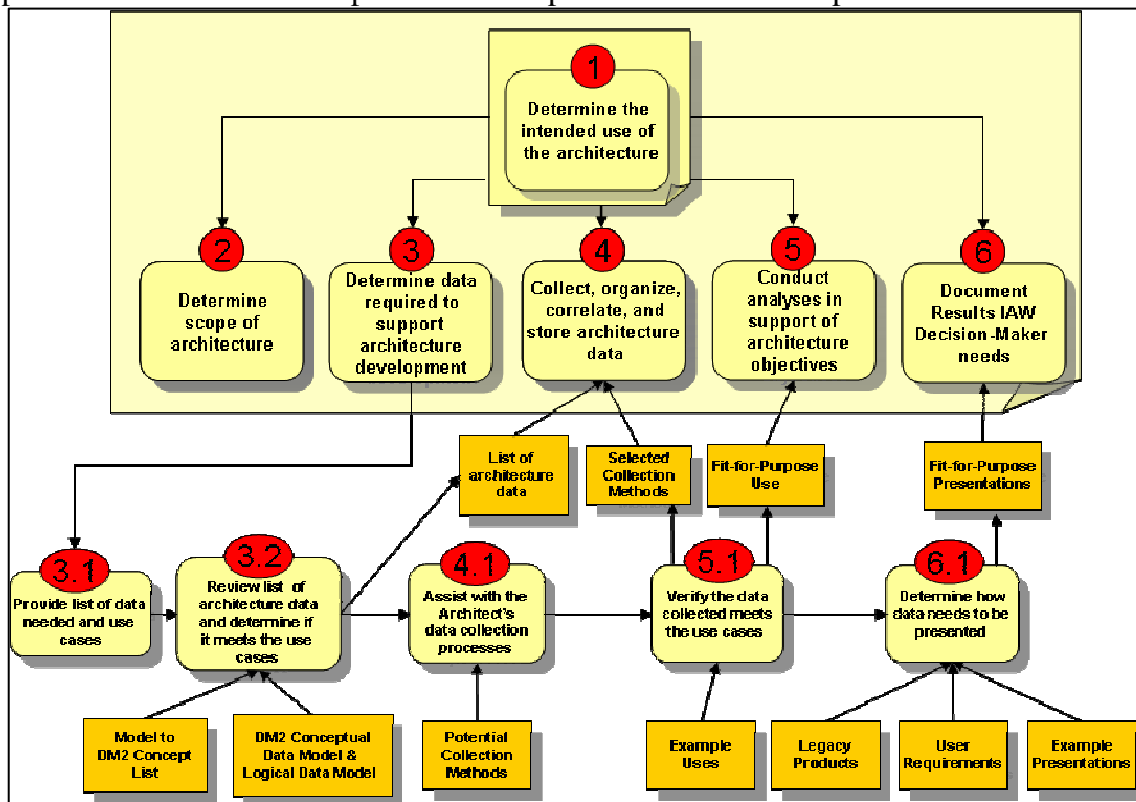 1
Determine the
intended use of
the architecture
2
Determine
scope of
architecture
3
Determine data
required to
support
architecture
development
4
Collect, organize,
correlate, and
store architecture
data
5
Conduct
analyses in
support of
architecture
objectives
6
Document
Results IAW
Decision-Maker
needs
List of
architecture
data
Selected
Collection
Methods
Fit-for-Purpose
Use
Fit-for-Purpose
Presentations
3.1
Provide list of data
needed and use
cases
3.2
Review list of
architecture data
and determine if
it meets the use
cases
4.1
Assist with the
Architect's
data collection
processes
5.1
Verify the data
collected meets
the use cases
6.1
Determine how
data needs to be
presented
Model to
DM2 Concept
List
DM2 Conceptual
Data Model &
Logical Data Model
Potential
Collection
Methods
Example
Uses
Legacy
Products
User
Requirements
Example
Presentations